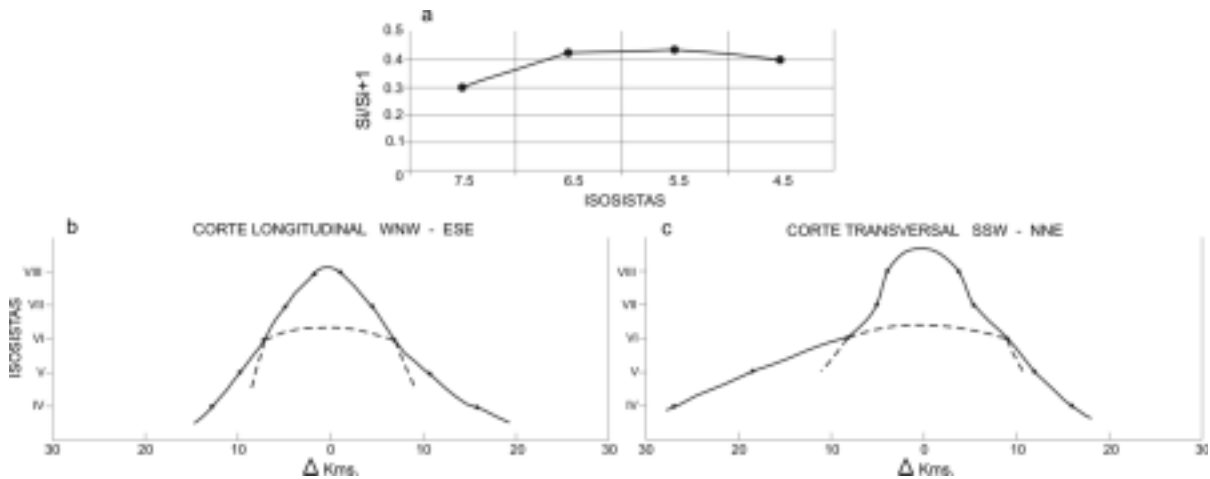 a
0.5
0.4
0.3
0.2
0.1
0
Si/Si+1
7.5 6.5 5.5 4.5
ISOSISTAS
b CORTE LONGITUDINAL WNW - ESE
ISOSISTAS
VIII
VII
VI
V
IV
30 20 10 0 10 20 30
Δ Kms.
c CORTE TRANSVERSAL SSW - NNE
VIII
VII
VI
V
IV
30 20 10 0 10 20 30
Δ Kms.